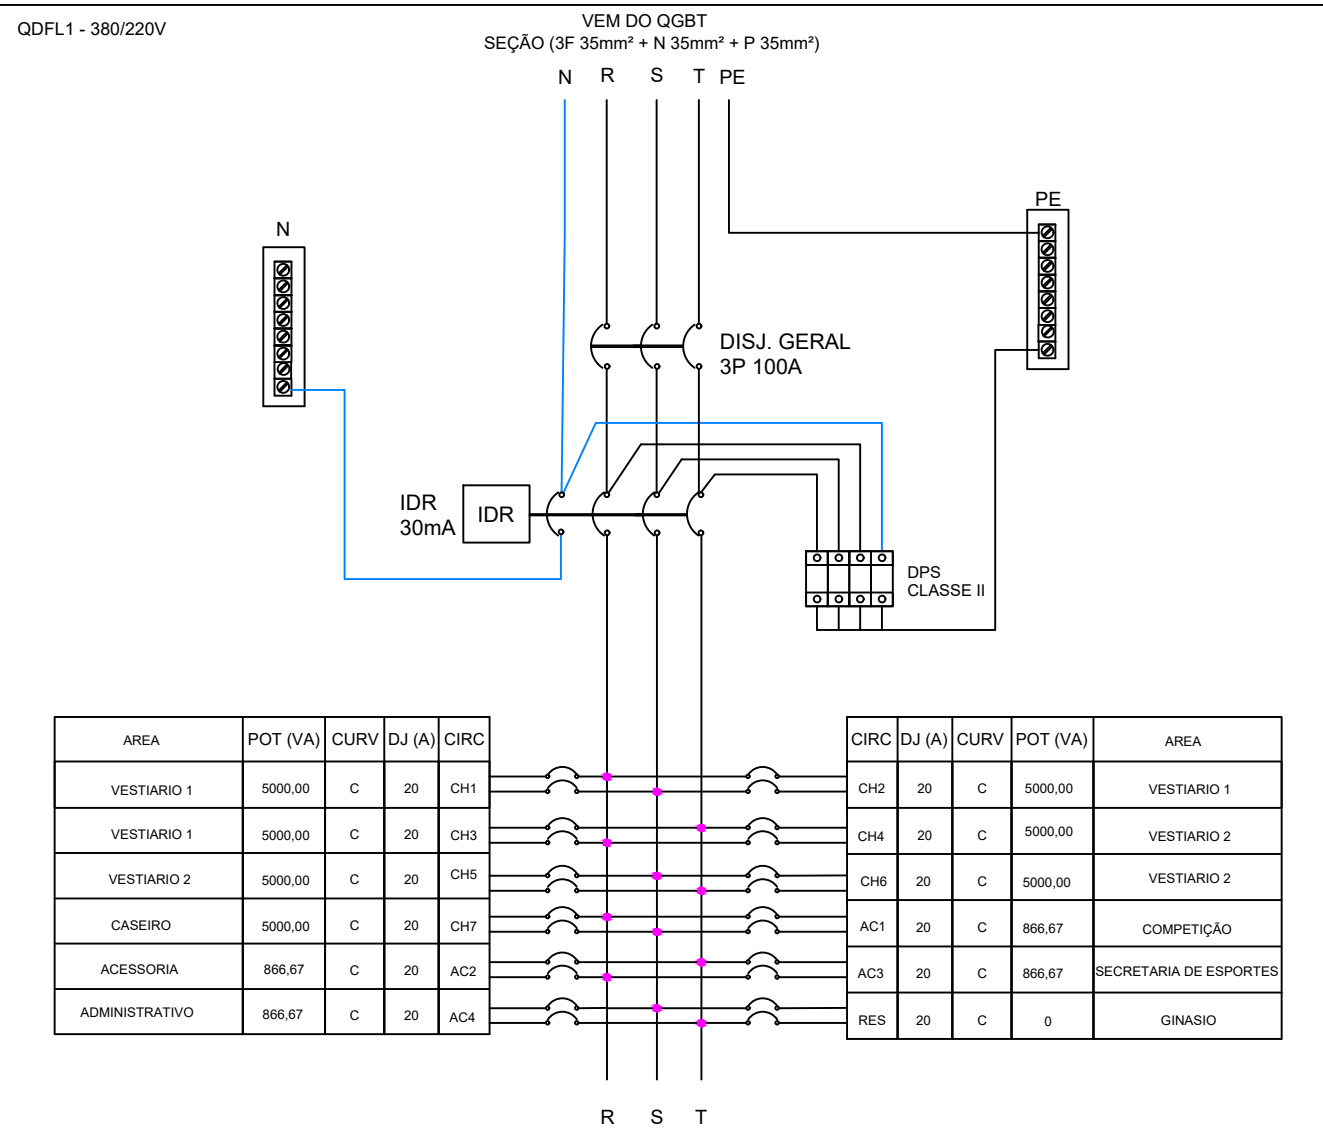 QDFL1 - 380/220V
VEM DO QGBT
SEÇÃO (3F 35mm² + N 35mm² + P 35mm²)
N R S T PE
N
PE
DISJ. GERAL
3P 100A
IDR
30mA
IDR
DPS
CLASSE II
AREA POT (VA) CURV DJ (A) CIRC
VESTIARIO 1 5000,00 C 20 CH1
VESTIARIO 1 5000,00 C 20 CH3
VESTIARIO 2 5000,00 C 20 CH5
CASEIRO 5000,00 C 20 CH7
ACESSORIA 866,67 C 20 AC2
ADMINISTRATIVO 866,67 C 20 AC4
CIRC DJ (A) CURV POT (VA) AREA
CH2 20 C 5000,00 VESTIARIO 1
CH4 20 C 5000,00 VESTIARIO 2
CH6 20 C 5000,00 VESTIARIO 2
AC1 20 C 866,67 COMPETIÇÃO
AC3 20 C 866,67 SECRETARIA DE ESPORTES
RES 20 C 0 GINASIO
R S T